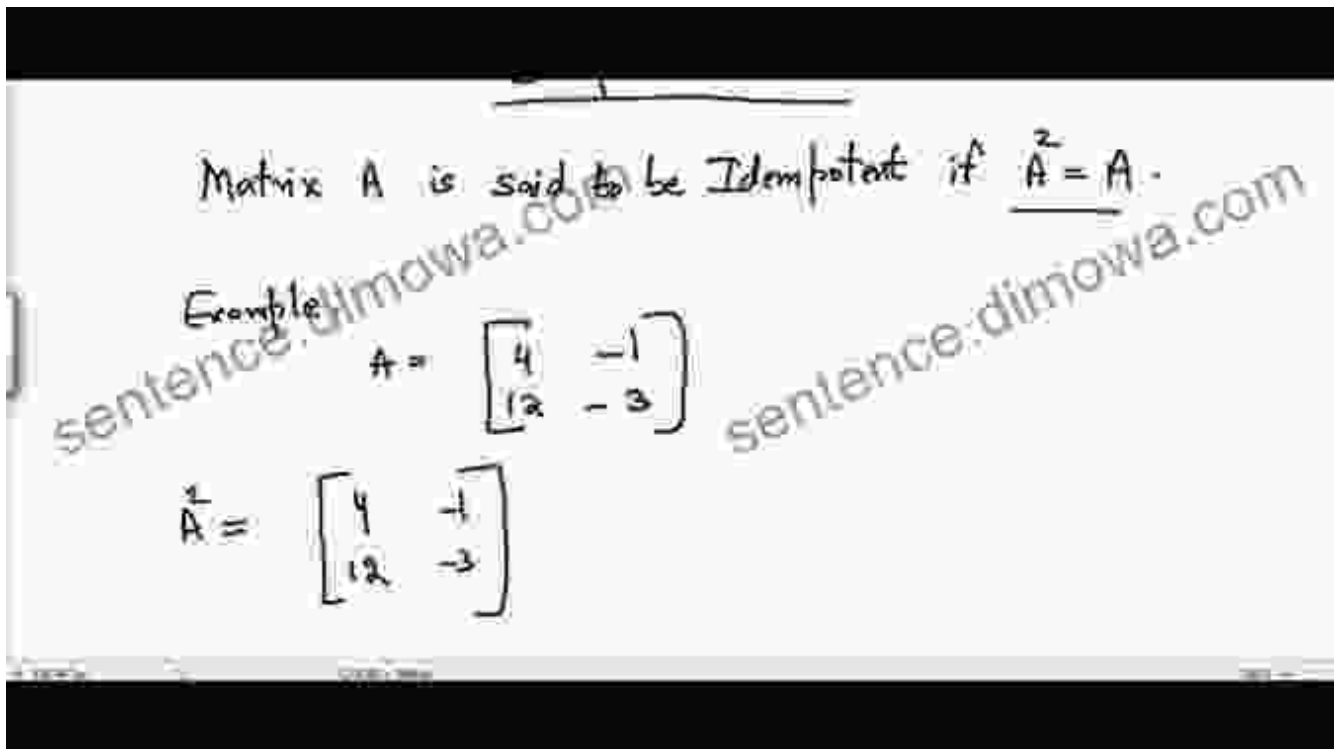 Matrix A is said to be Idempotent if A² = A.
Example
A = [4 -1
12 -3]
A² = [4 -1
12 -3]
sentence.dimowa.com
sentence.dimowa.com